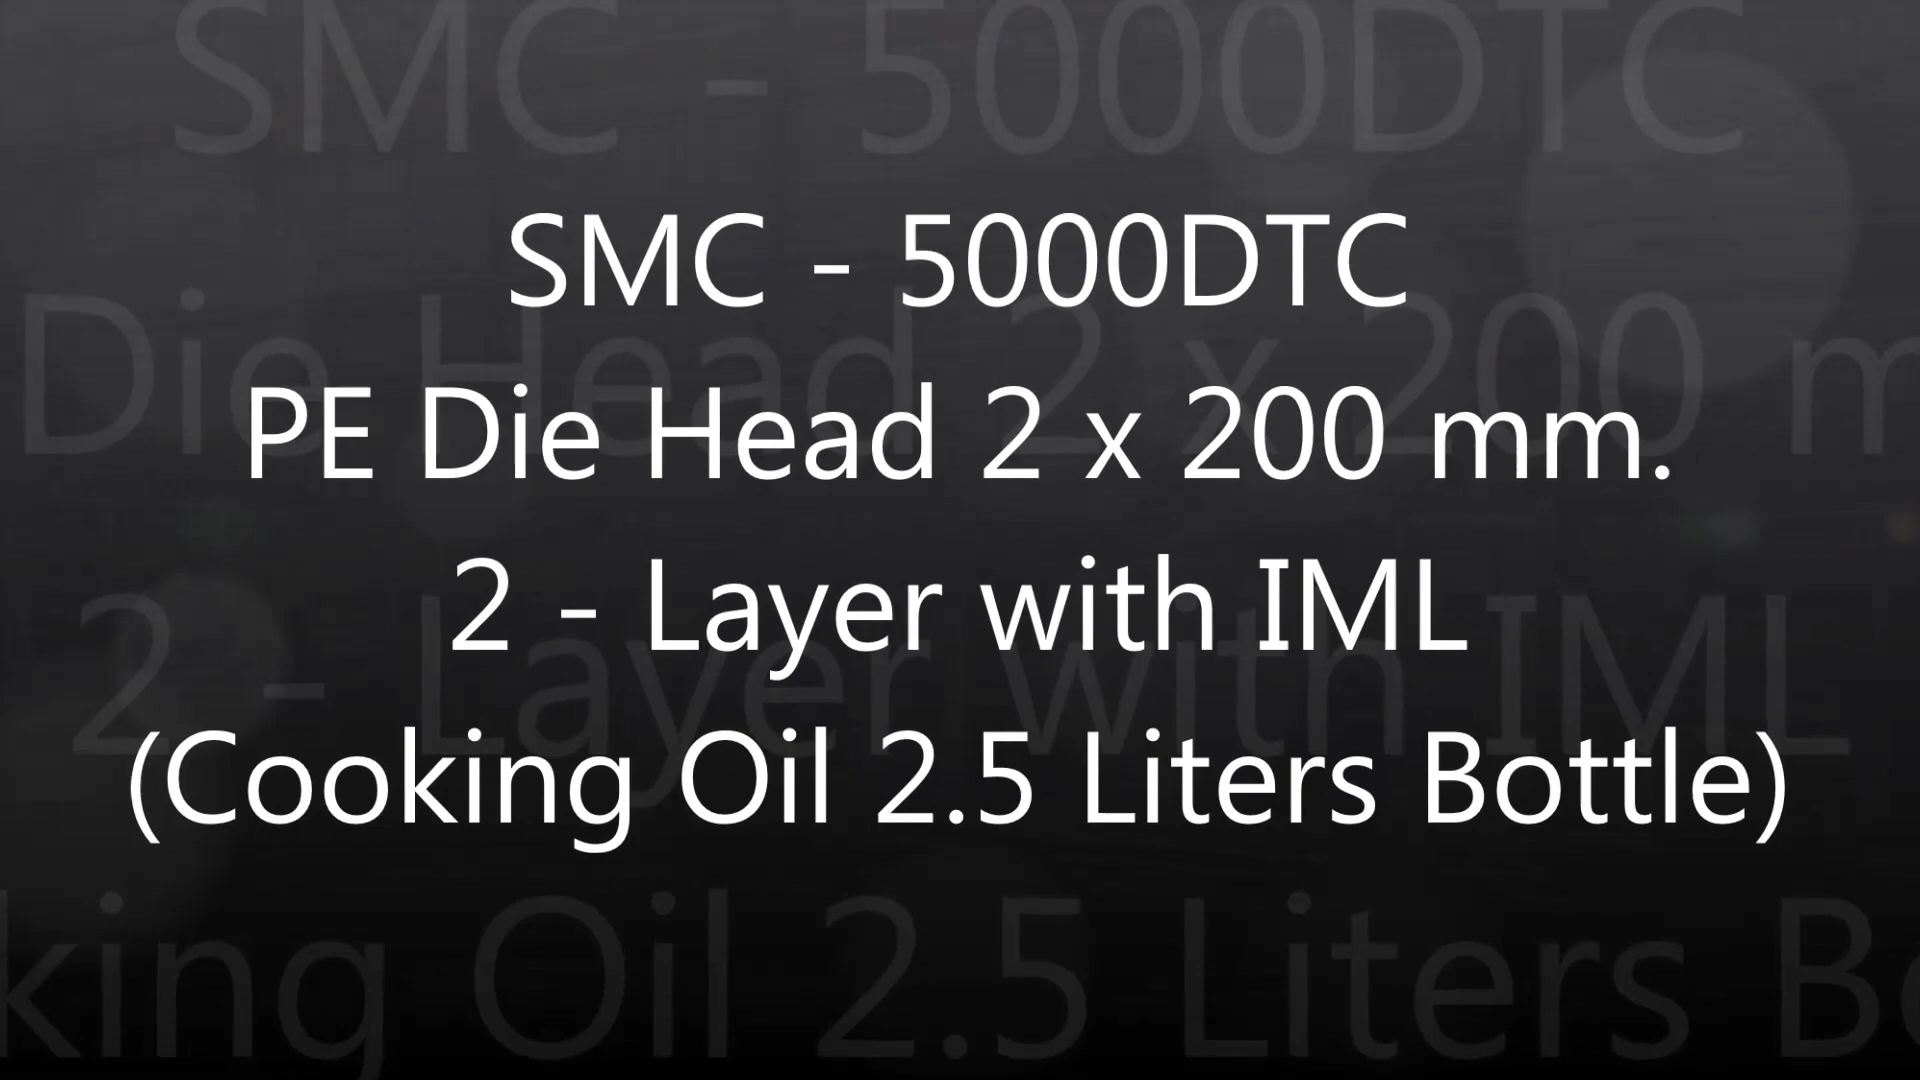 SMC - 5000DTC
PE Die Head 2 x 200 mm.
2 - Layer with IML
(Cooking Oil 2.5 Liters Bottle)